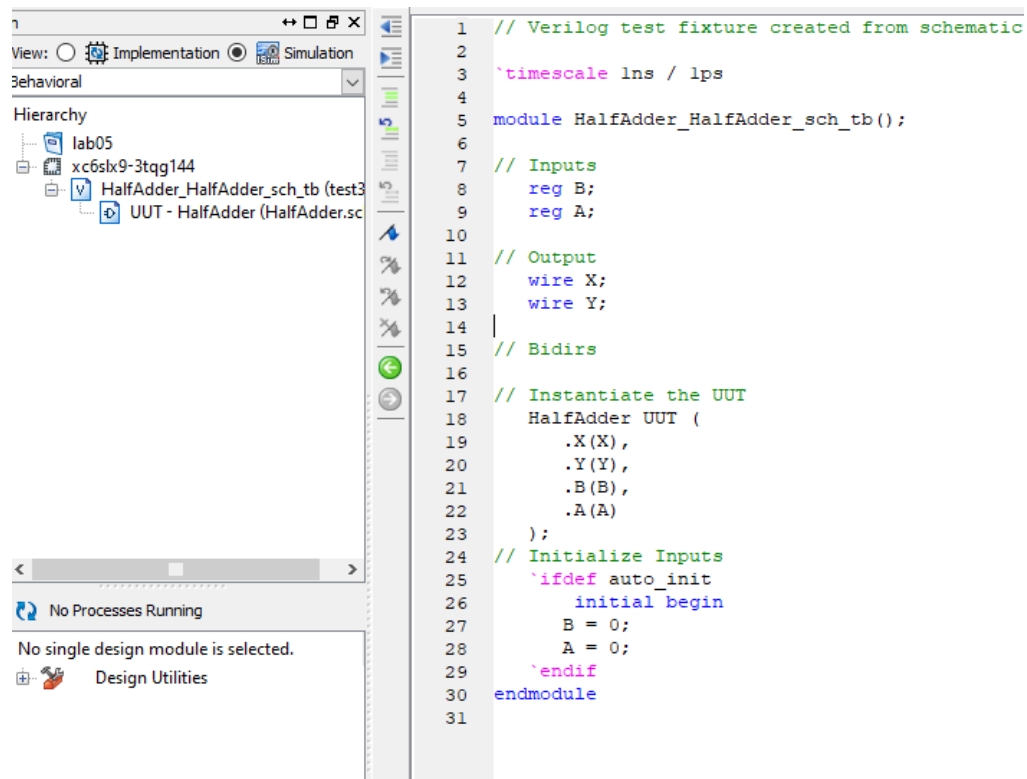 View: Implementation Simulation
Behavioral
Hierarchy
lab05
xc6slx9-3tqg144
HalfAdder_HalfAdder_sch_tb (test3
UUT - HalfAdder (HalfAdder.sc
No Processes Running
No single design module is selected.
Design Utilities
1 // Verilog test fixture created from schematic
2
3 `timescale 1ns / 1ps
4
5 module HalfAdder_HalfAdder_sch_tb();
6
7 // Inputs
8 reg B;
9 reg A;
10
11 // Output
12 wire X;
13 wire Y;
14
15 // Bidirs
16
17 // Instantiate the UUT
18 HalfAdder UUT (
19 .X(X),
20 .Y(Y),
21 .B(B),
22 .A(A)
23 );
24 // Initialize Inputs
25 `ifdef auto_init
26 initial begin
27 B = 0;
28 A = 0;
29 `endif
30 endmodule
31